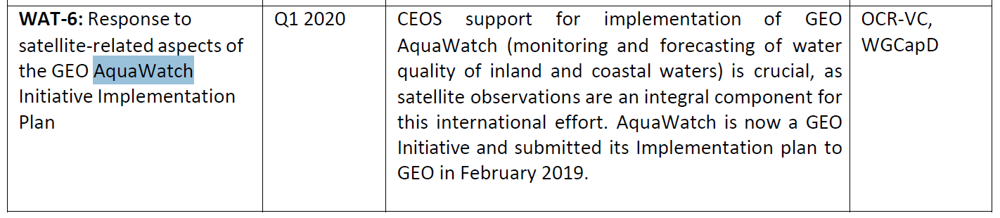 WAT-6: Response to
satellite-related aspects of
the GEO AquaWatch
Initiative Implementation
Plan
Q1 2020
CEOS support for implementation of GEO
AquaWatch (monitoring and forecasting of water
quality of inland and coastal waters) is crucial, as
satellite observations are an integral component for
this international effort. AquaWatch is now a GEO
Initiative and submitted its Implementation plan to
GEO in February 2019.
OCR-VC,
WGCapD